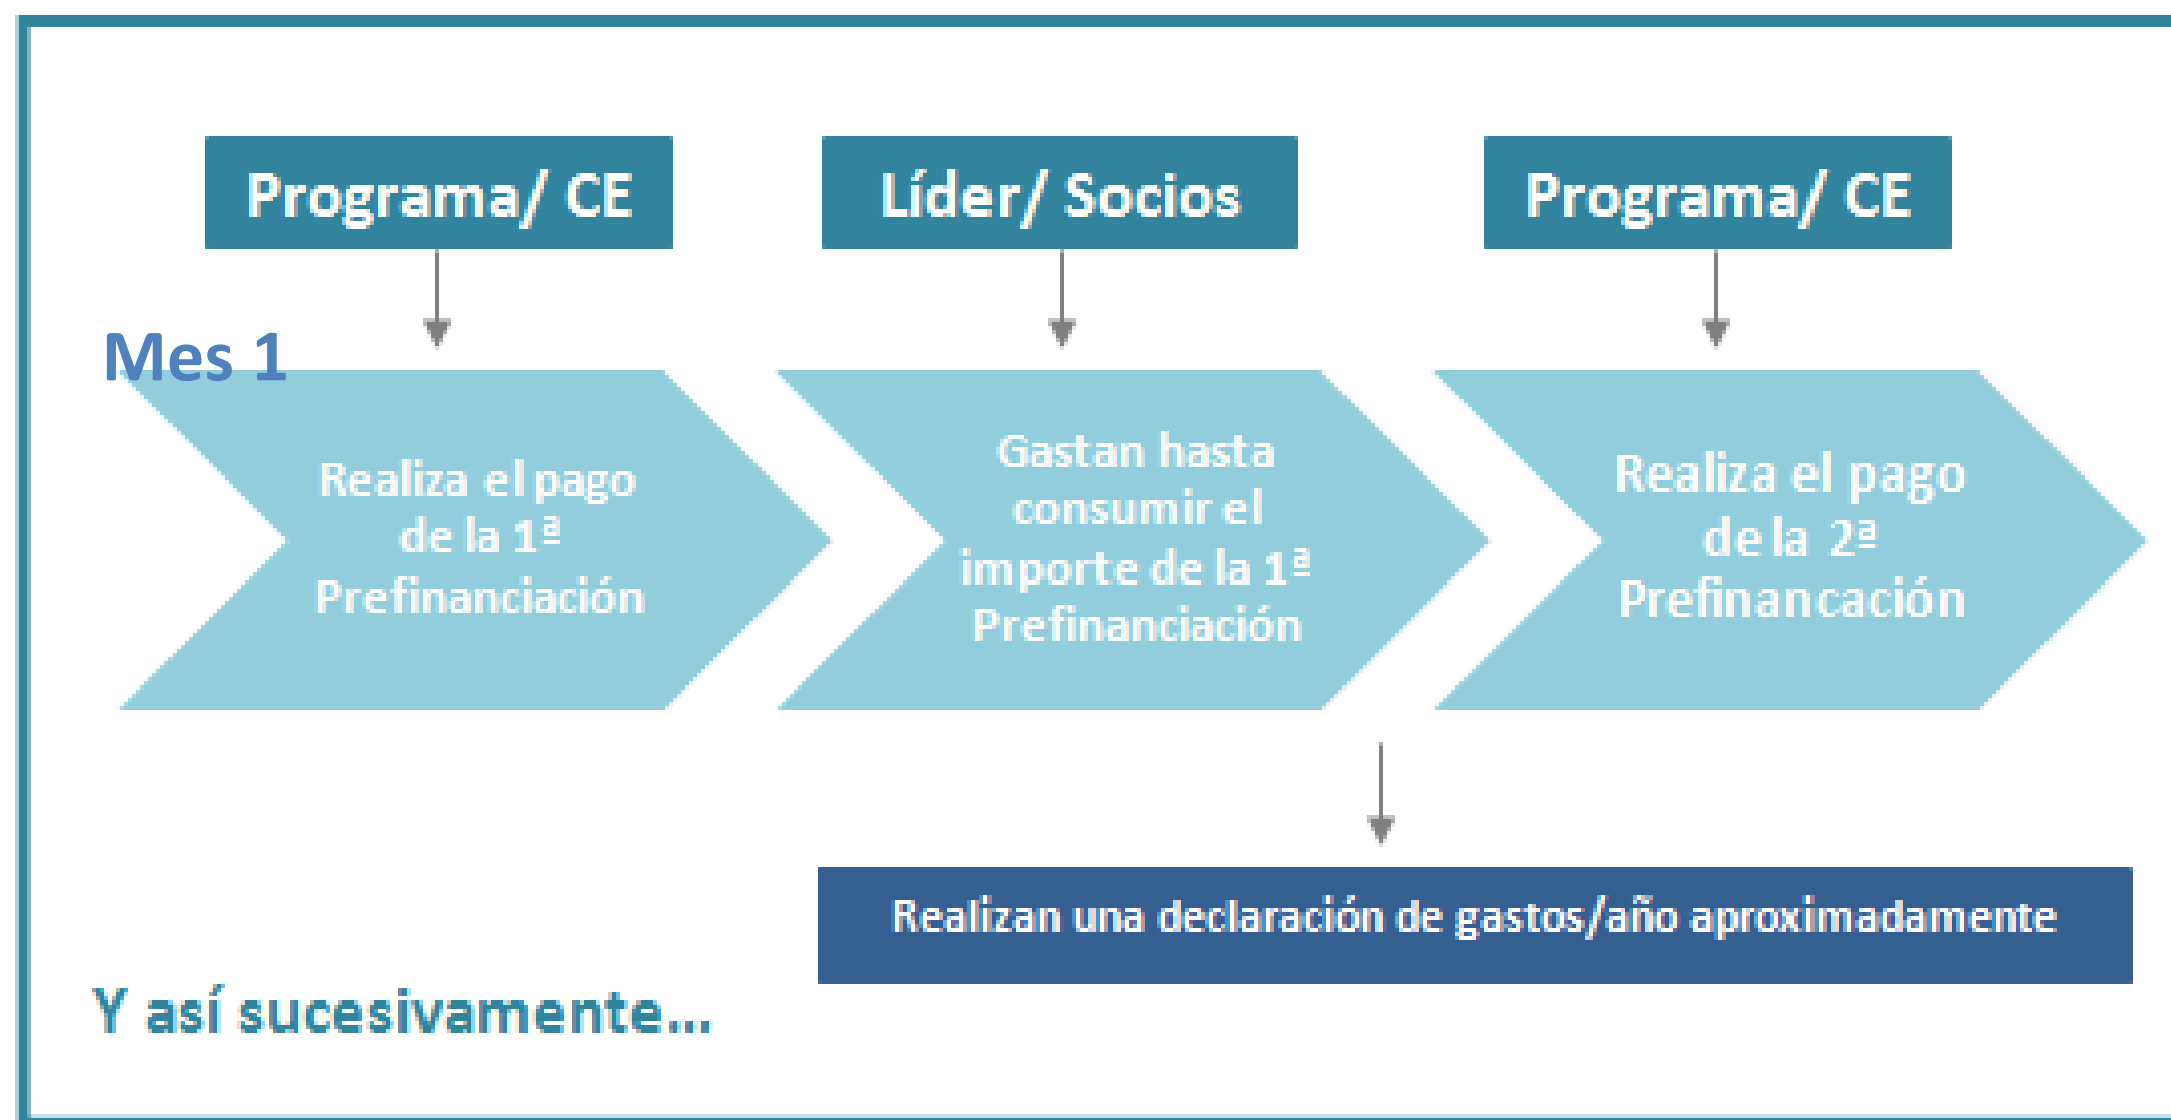 Programa/ CE
Líder/ Socios
Programa/ CE
Mes 1
Realiza el pago
de la 1ª
Prefinanciación
Gastan hasta
consumir el
importe de la 1ª
Prefinanciación
Realiza el pago
de la 2ª
Prefinancación
Realizan una declaración de gastos/año aproximadamente
Y así sucesivamente...